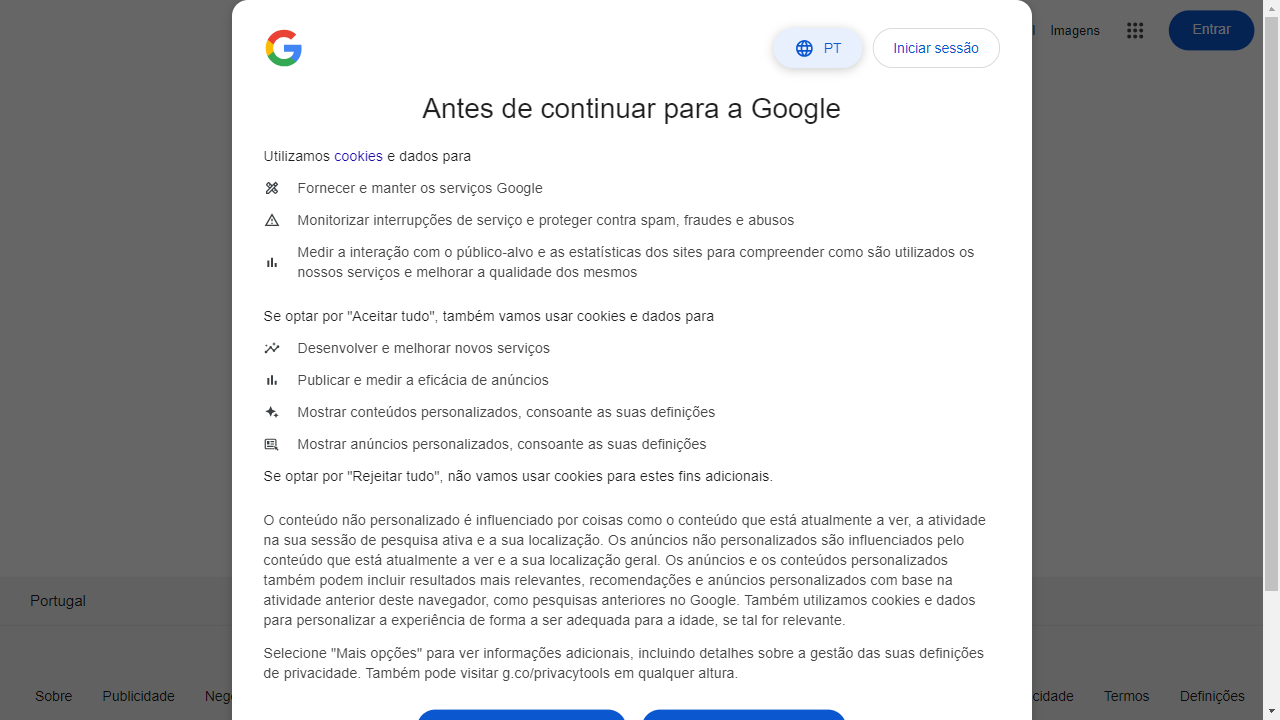 Imagens
Entrar
PT
Iniciar sessão
Antes de continuar para a Google
Utilizamos cookies e dados para
Fornecer e manter os serviços Google
Monitorizar interrupções de serviço e proteger contra spam, fraudes e abusos
Medir a interação com o público-alvo e as estatísticas dos sites para compreender como são utilizados os
nossos serviços e melhorar a qualidade dos mesmos
Se optar por "Aceitar tudo", também vamos usar cookies e dados para
Desenvolver e melhorar novos serviços
Publicar e medir a eficácia de anúncios
Mostrar conteúdos personalizados, consoante as suas definições
Mostrar anúncios personalizados, consoante as suas definições
Se optar por "Rejeitar tudo", não vamos usar cookies para estes fins adicionais.
O conteúdo não personalizado é influenciado por coisas como o conteúdo que está atualmente a ver, a atividade
na sua sessão de pesquisa ativa e a sua localização. Os anúncios não personalizados são influenciados pelo
conteúdo que está atualmente a ver e a sua localização geral. Os anúncios e os conteúdos personalizados
também podem incluir resultados mais relevantes, recomendações e anúncios personalizados com base na
atividade anterior deste navegador, como pesquisas anteriores no Google. Também utilizamos cookies e dados
para personalizar a experiência de forma a ser adequada para a idade, se tal for relevante.
Selecione "Mais opções" para ver informações adicionais, incluindo detalhes sobre a gestão das suas definições
de privacidade. Também pode visitar g.co/privacytools em qualquer altura.
Portugal
Sobre Publicidade Termos Definições